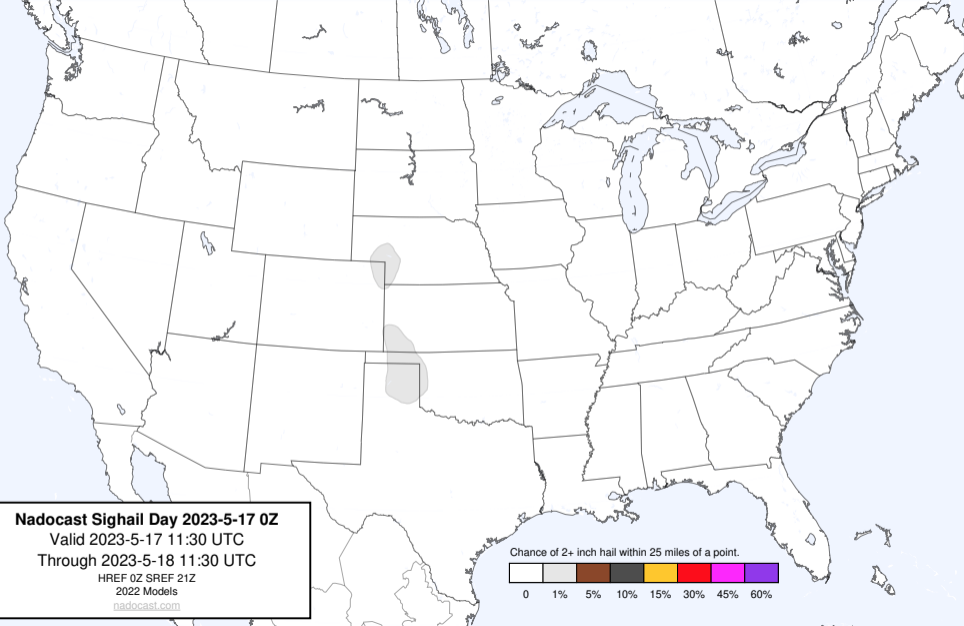 Nadocast Sighail Day 2023-5-17 0Z
Valid 2023-5-17 11:30 UTC
Through 2023-5-18 11:30 UTC
HREF 0Z SREF 21Z
2022 Models
nadocast.com
Chance of 2+ inch hail within 25 miles of a point.
0 1% 5% 10% 15% 30% 45% 60%